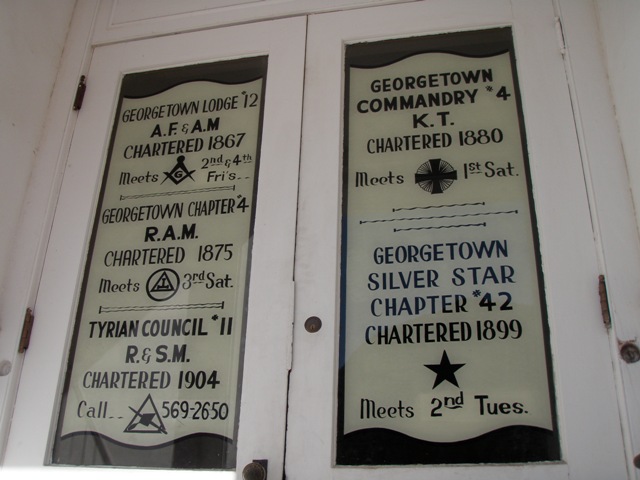 GEORGETOWN LODGE #12
A.F. & A.M
CHARTERED 1867
Meets G 2nd & 4th Fri's--
GEORGETOWN CHAPTER #4
R.A.M.
CHARTERED 1875
Meets 3rd Sat.
TYRIAN COUNCIL #11
R. & S.M.
CHARTERED 1904
Call-- 569-2650
GEORGETOWN
COMMANDRY #4
K.T.
CHARTERED 1880
Meets 1st Sat.
GEORGETOWN
SILVER STAR
CHAPTER #42
CHARTERED 1899
Meets 2nd Tues.